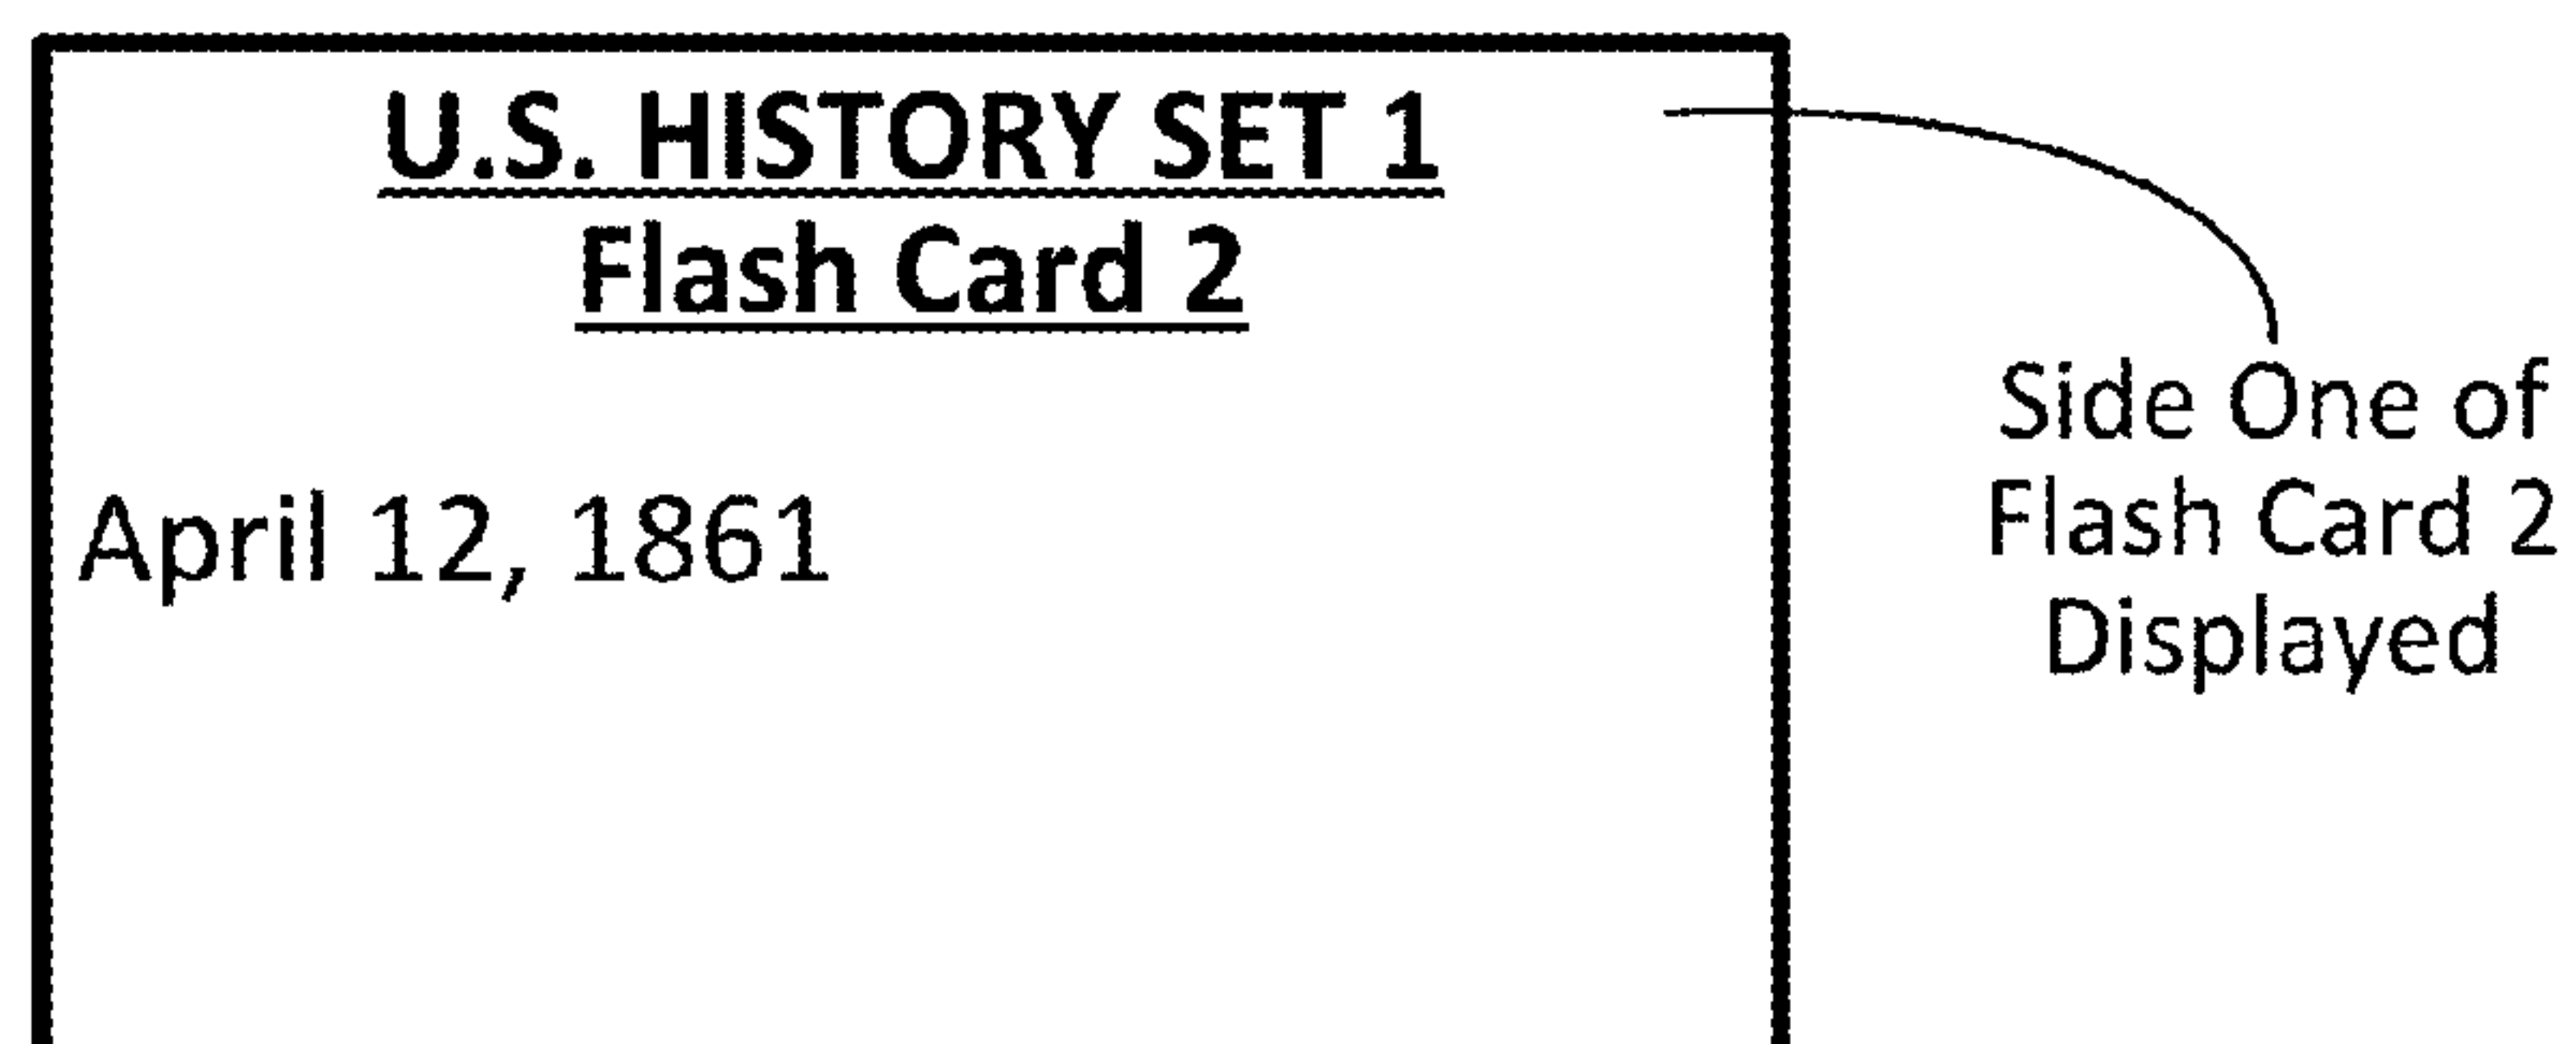 U.S. HISTORY SET 1
Flash Card 2
April 12, 1861
Side One of
Flash Card 2
Displayed